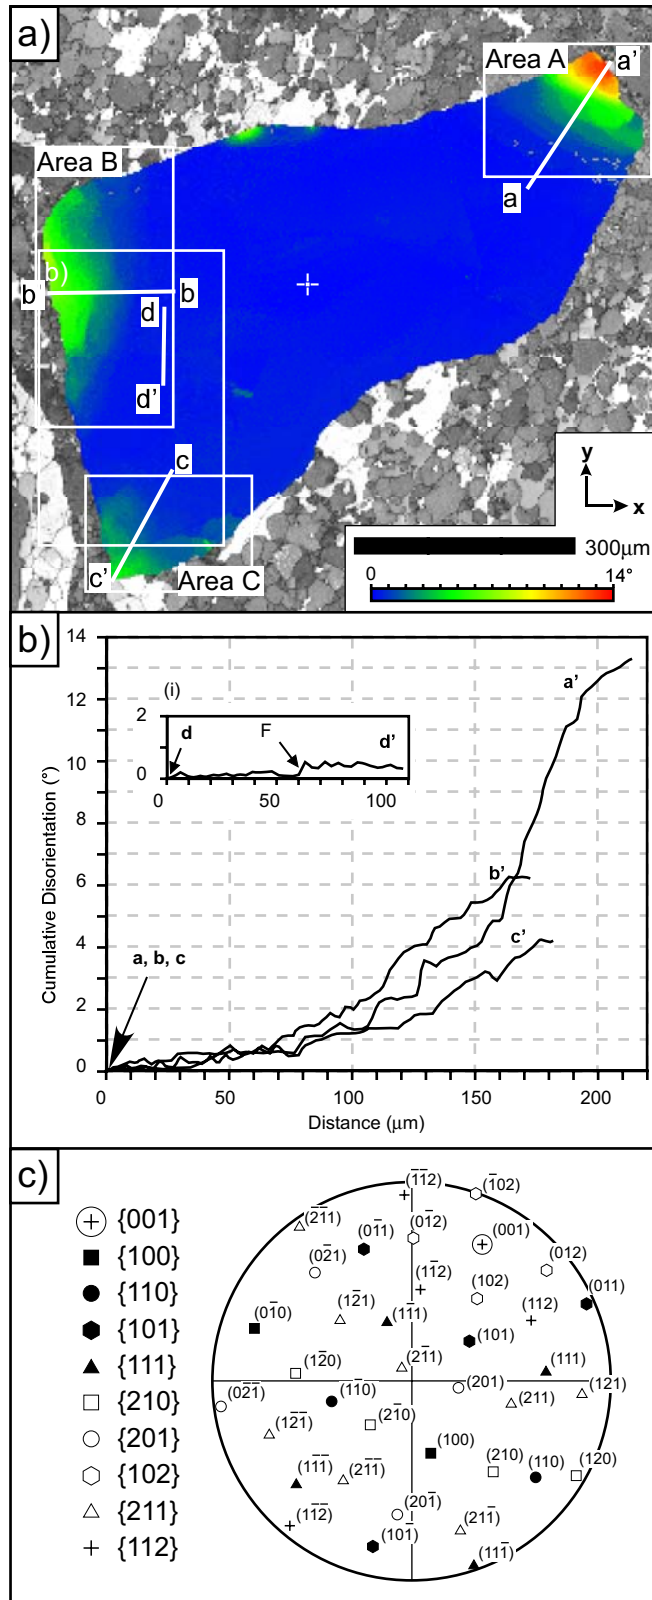 a)
Area A
a'
a
Area B
b)
b'
b
d
d'
c
c'
Area C
y
x
300μm
0
14°
b)
14
12
10
8
6
4
2
0
Cumulative Disorientation (°)
(i)
2
0
d
F
d'
0
50
100
a'
b'
c'
a, b, c
0
50
100
150
200
Distance (μm)
c)
{001}
{100}
{110}
{101}
{111}
{210}
{201}
{102}
{211}
{112}
(1̅1̅2)
(1̅02)
(2̅1̅1)
(01̅1)
(01̅2)
(001)
(02̅1)
(012)
(11̅2)
(102)
(011)
(12̅1)
(11̅1)
(112)
(01̅0)
(101)
(12̅0)
(21̅1)
(111)
(02̅1̅)
(11̅0)
(201)
(211)
(121)
(21̅0)
(12̅1̅)
(100)
(210)
(110)
(120)
(11̅1̅)
(21̅1̅)
(11̅2̅)
(201̅)
(101̅)
(211̅)
(111̅)